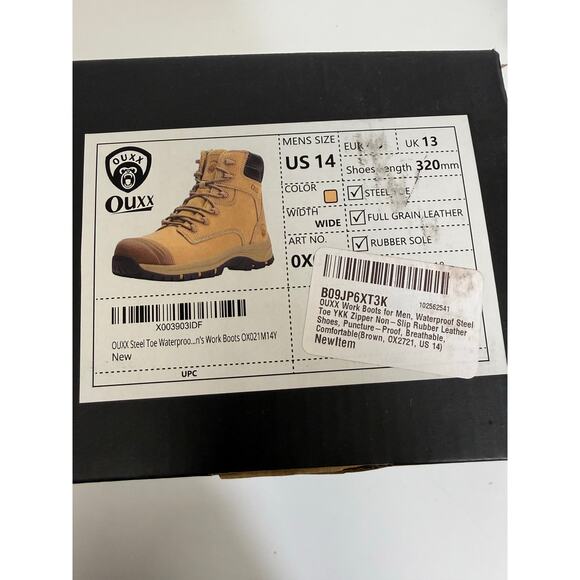 OUXX
OUXX
MENS SIZE
US 14
EUR
UK 13
Shoes Length 320mm
COLOR
STEEL TOE
WIDTH
WIDE
FULL GRAIN LEATHER
ART NO.
RUBBER SOLE
X003903IDF
OUXX Steel Toe Waterproo...n's Work Boots OX021M14Y
New
UPC
B09JP6XT3K
102562541
OUXX Work Boots for Men, Waterproof Steel
Toe YKK Zipper Non-Slip Rubber Leather
Shoes, Puncture-Proof, Breathable,
Comfortable(Brown, OX2721, US 14)
NewItem